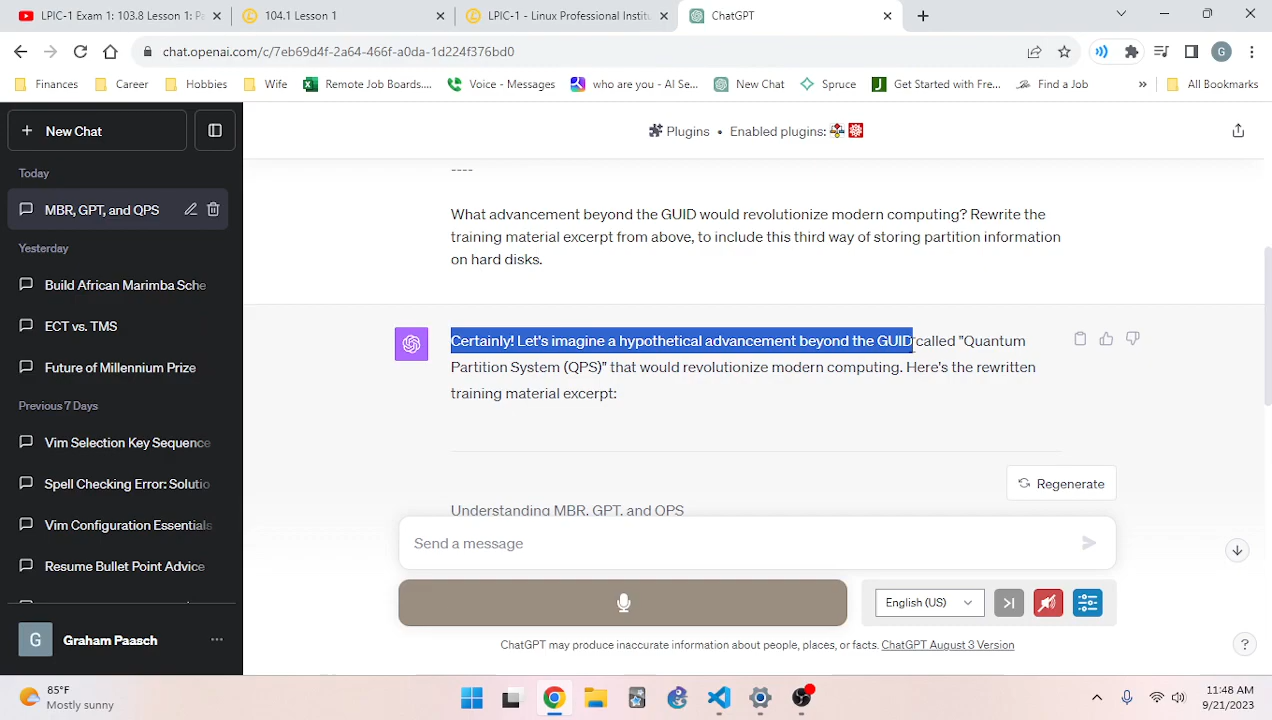 LPIC-1 Exam 1: 103.8 Lesson 1: Pa
104.1 Lesson 1
LPIC-1 - Linux Professional Institu
ChatGPT
chat.openai.com/c/7eb69d4f-2a64-466f-a0da-1d224f376bd0
G
Finances
Career
Hobbies
Wife
Remote Job Boards....
Voice - Messages
who are you - AI Se...
New Chat
Spruce
Get Started with Fre...
Find a Job
»
All Bookmarks
+ New Chat
Plugins • Enabled plugins:
Today
MBR, GPT, and QPS
Yesterday
Build African Marimba Sche
ECT vs. TMS
Future of Millennium Prize
Previous 7 Days
Vim Selection Key Sequence
Spell Checking Error: Solutio
Vim Configuration Essentials
Resume Bullet Point Advice
G
Graham Paasch
...
----
What advancement beyond the GUID would revolutionize modern computing? Rewrite the
training material excerpt from above, to include this third way of storing partition information
on hard disks.
Certainly! Let's imagine a hypothetical advancement beyond the GUID called "Quantum
Partition System (QPS)" that would revolutionize modern computing. Here's the rewritten
training material excerpt:
Regenerate
Understanding MBR, GPT, and QPS
Send a message
English (US)
ChatGPT may produce inaccurate information about people, places, or facts. ChatGPT August 3 Version
?
85°F
Mostly sunny
11:48 AM
9/21/2023